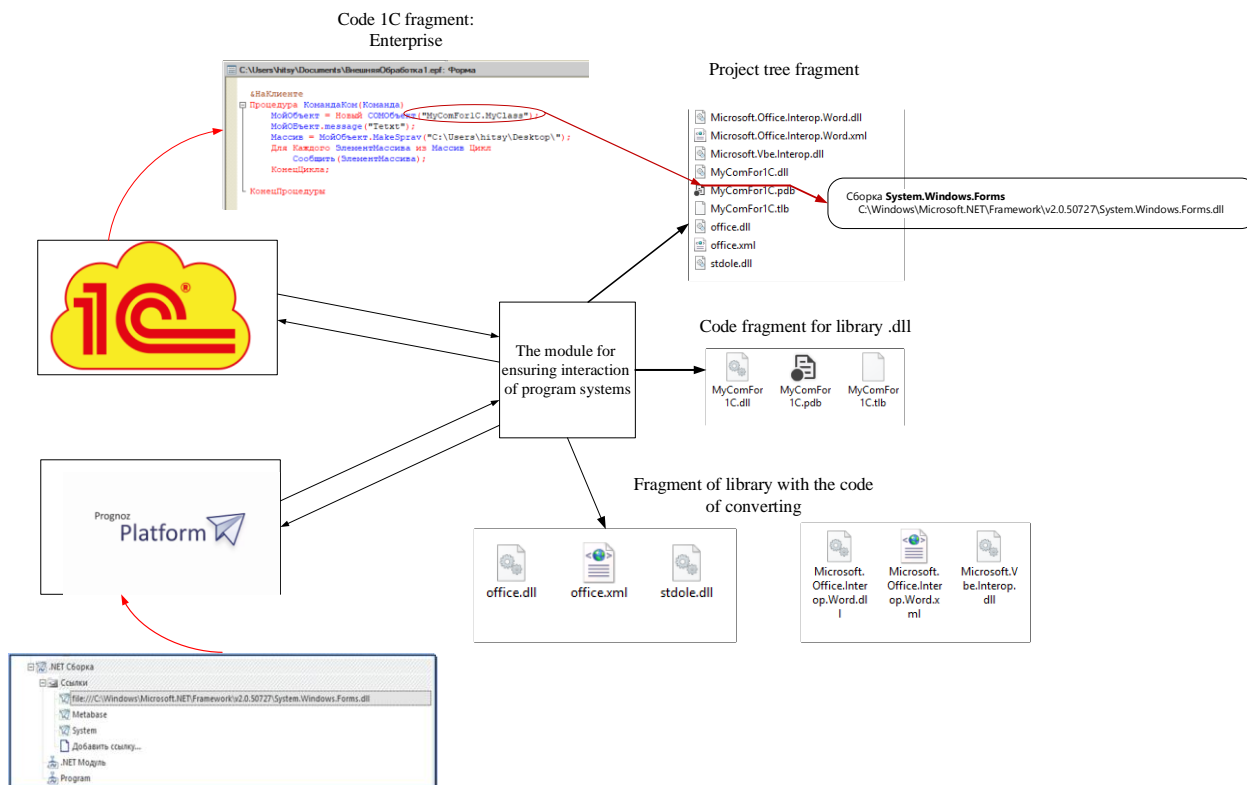 Code 1C fragment:
Enterprise
C:\Users\hitsy\Documents\ВнешняяОбработка1.epf: Форма
&НаКлиенте
Процедура КомандаКом(Команда)
МойОбъект = Новый COMОбъект("MyComFor1C.MyClass");
МойОбъект.message("Tetxt");
Массив = МойОбъект.MakeSprav("C:\Users\hitsy\Desktop\");
Для Каждого ЭлементМассива из Массив Цикл
Сообщить(ЭлементМассива);
КонецЦикла;
КонецПроцедуры
Project tree fragment
Microsoft.Office.Interop.Word.dll
Microsoft.Office.Interop.Word.xml
Microsoft.Vbe.Interop.dll
MyComFor1C.dll
MyComFor1C.pdb
MyComFor1C.tlb
office.dll
office.xml
stdole.dll
Сборка System.Windows.Forms
C:\Windows\Microsoft.NET\Framework\v2.0.50727\System.Windows.Forms.dll
1C®
The module for
ensuring interaction
of program systems
Code fragment for library .dll
MyComFor
1C.dll
MyComFor
1C.pdb
MyComFor
1C.tlb
Prognoz
Platform
Fragment of library with the code
of converting
office.dll
office.xml
stdole.dll
Microsoft.
Office.Inter
op.Word.dl
l
Microsoft.
Office.Inter
op.Word.x
ml
Microsoft.V
be.Interop.
dll
.NET Сборка
Ссылки
file:///C:\Windows\Microsoft.NET\Framework\v2.0.50727\System.Windows.Forms.dll
Metabase
System
Добавить ссылку...
.NET Модуль
Program